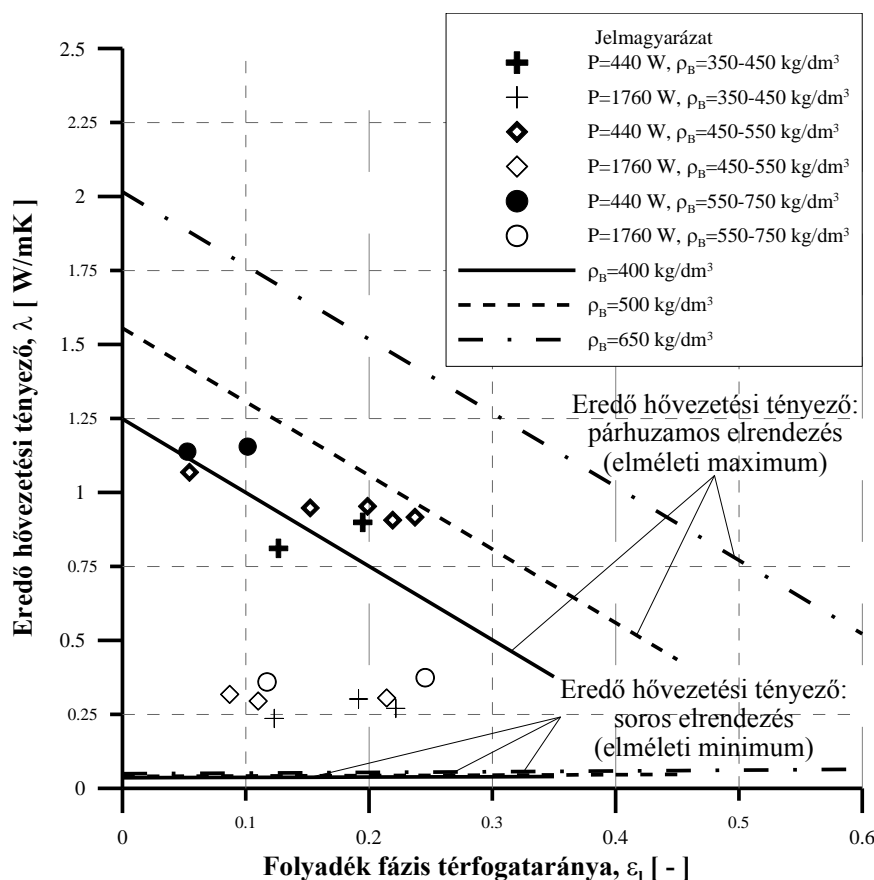 Jelmagyarázat
P=440 W, ρB=350-450 kg/dm³
P=1760 W, ρB=350-450 kg/dm³
P=440 W, ρB=450-550 kg/dm³
P=1760 W, ρB=450-550 kg/dm³
P=440 W, ρB=550-750 kg/dm³
P=1760 W, ρB=550-750 kg/dm³
ρB=400 kg/dm³
ρB=500 kg/dm³
ρB=650 kg/dm³
Eredő hővezetési tényező, λ [ W/mK ]
2.5
2.25
2
1.75
1.5
1.25
1
0.75
0.5
0.25
0
Eredő hővezetési tényező:
párhuzamos elrendezés
(elméleti maximum)
Eredő hővezetési tényező:
soros elrendezés
(elméleti minimum)
0 0.1 0.2 0.3 0.4 0.5 0.6
Folyadék fázis térfogataránya, εl [ - ]